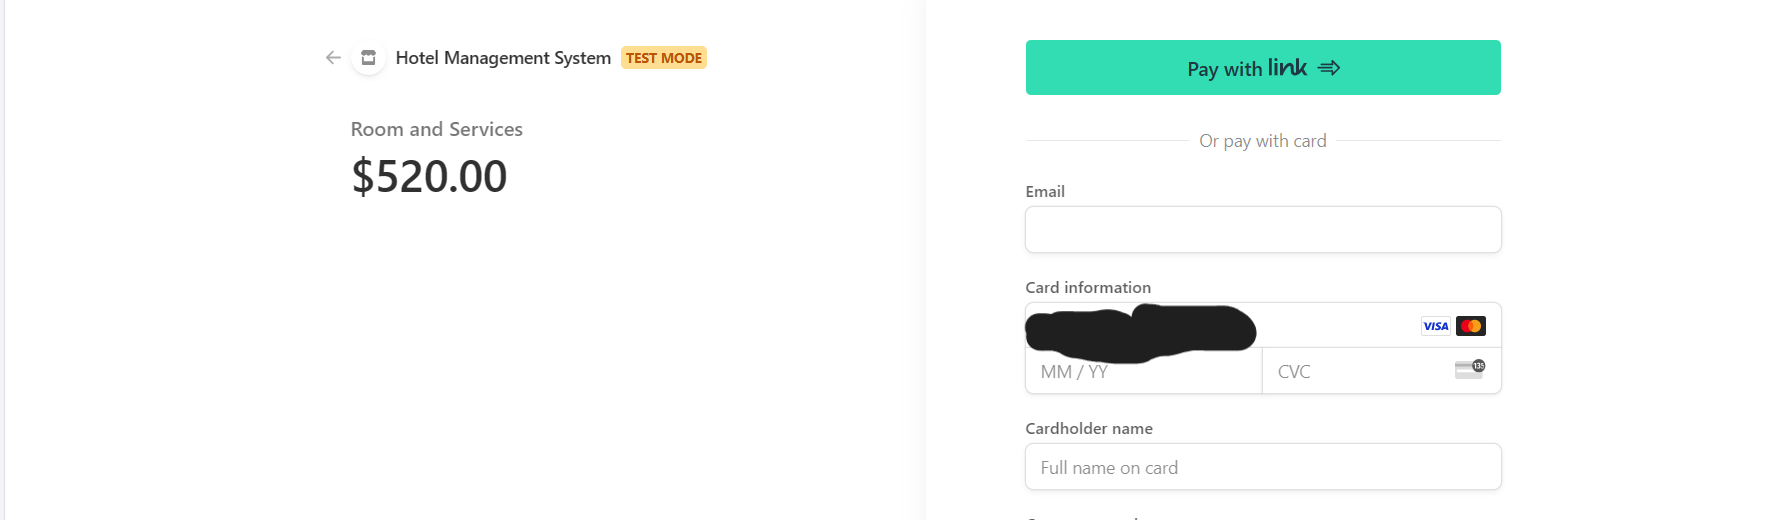 Hotel Management System TEST MODE
Room and Services
$520.00
Pay with link
Or pay with card
Email
Card information
VISA
MM / YY
CVC
135
Cardholder name
Full name on card